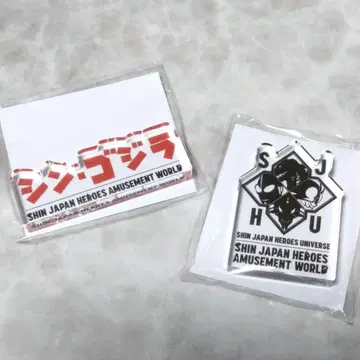 シン・ゴジラ
SHIN JAPAN HEROES AMUSEMENT WORLD
S J
H U
SHIN JAPAN HEROES UNIVERSE
SHIN JAPAN HEROES
AMUSEMENT WORLD